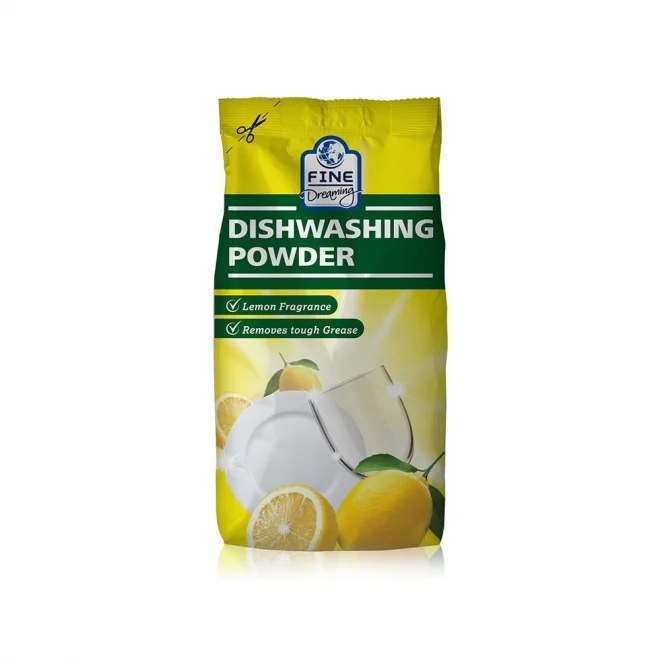 FINE
Dreaming
DISHWASHING
POWDER
Lemon Fragrance
Removes tough Grease